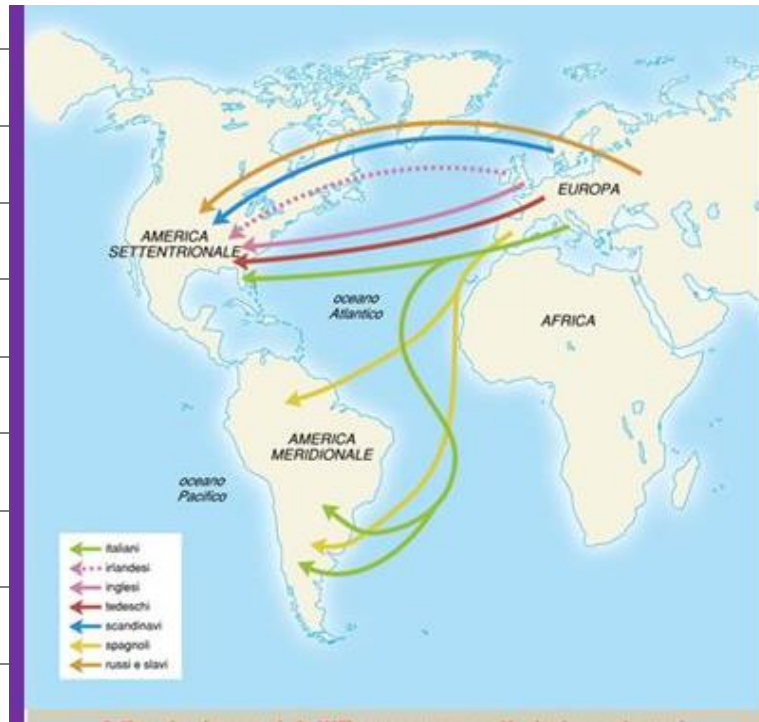 EUROPA
AMERICA
SETTENTRIONALE
oceano
Atlantico
AFRICA
AMERICA
MERIDIONALE
oceano
Pacifico
italiani
irlandesi
inglesi
tedeschi
scandinavi
spagnoli
russi e slavi